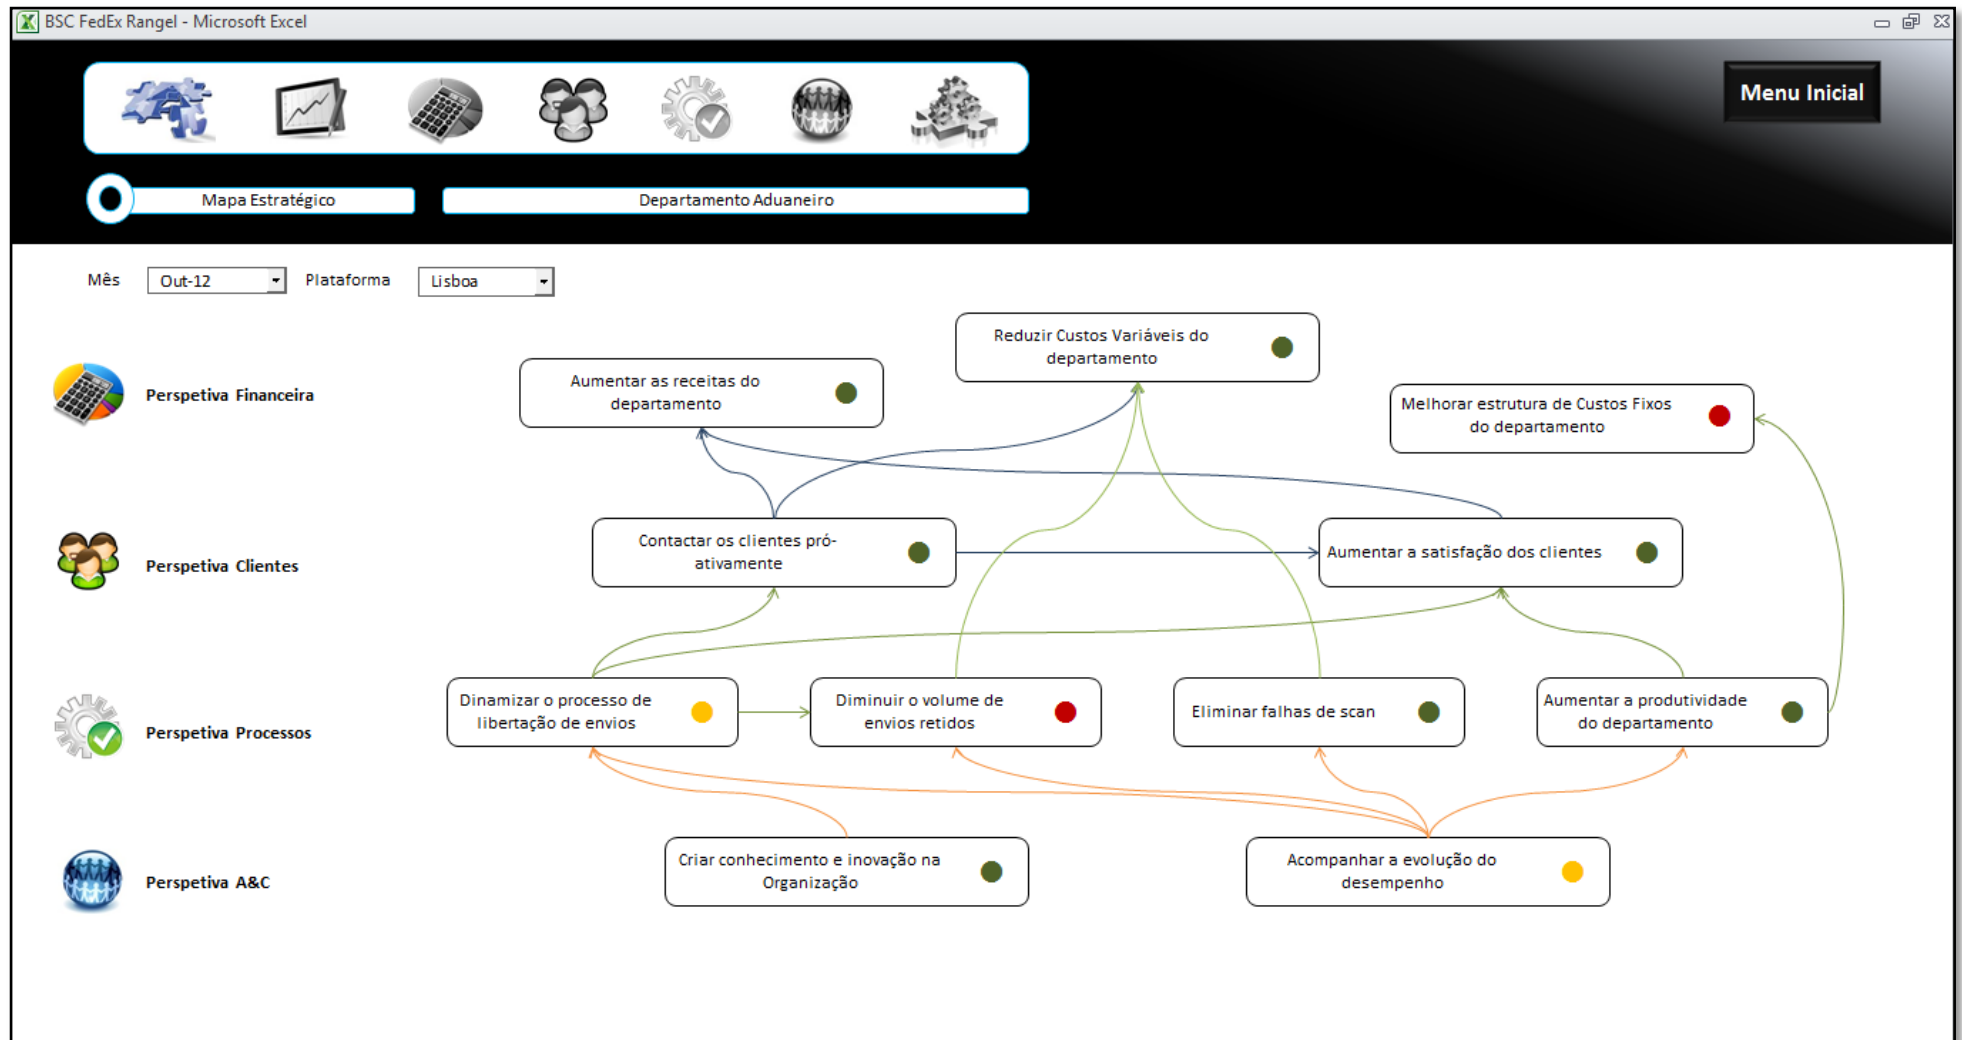 BSC FedEx Rangel - Microsoft Excel
Menu Inicial
Mapa Estratégico
Departamento Aduaneiro
Mês
Out-12
Plataforma
Lisboa
Perspetiva Financeira
Aumentar as receitas do
departamento
Reduzir Custos Variáveis do
departamento
Melhorar estrutura de Custos Fixos
do departamento
Perspetiva Clientes
Contactar os clientes pró-
ativamente
Aumentar a satisfação dos clientes
Perspetiva Processos
Dinamizar o processo de
libertação de envios
Diminuir o volume de
envios retidos
Eliminar falhas de scan
Aumentar a produtividade
do departamento
Perspetiva A&C
Criar conhecimento e inovação na
Organização
Acompanhar a evolução do
desempenho